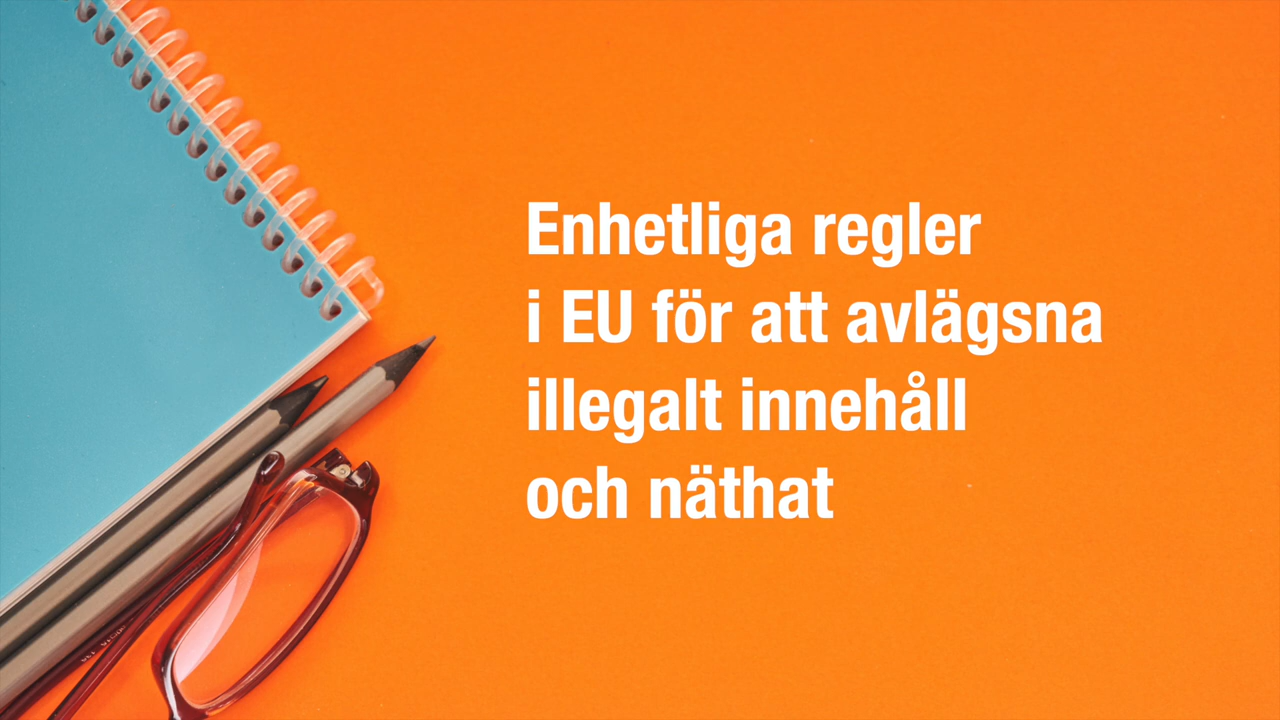 Enhetliga regler
i EU för att avlägsna
illegalt innehåll
och näthat